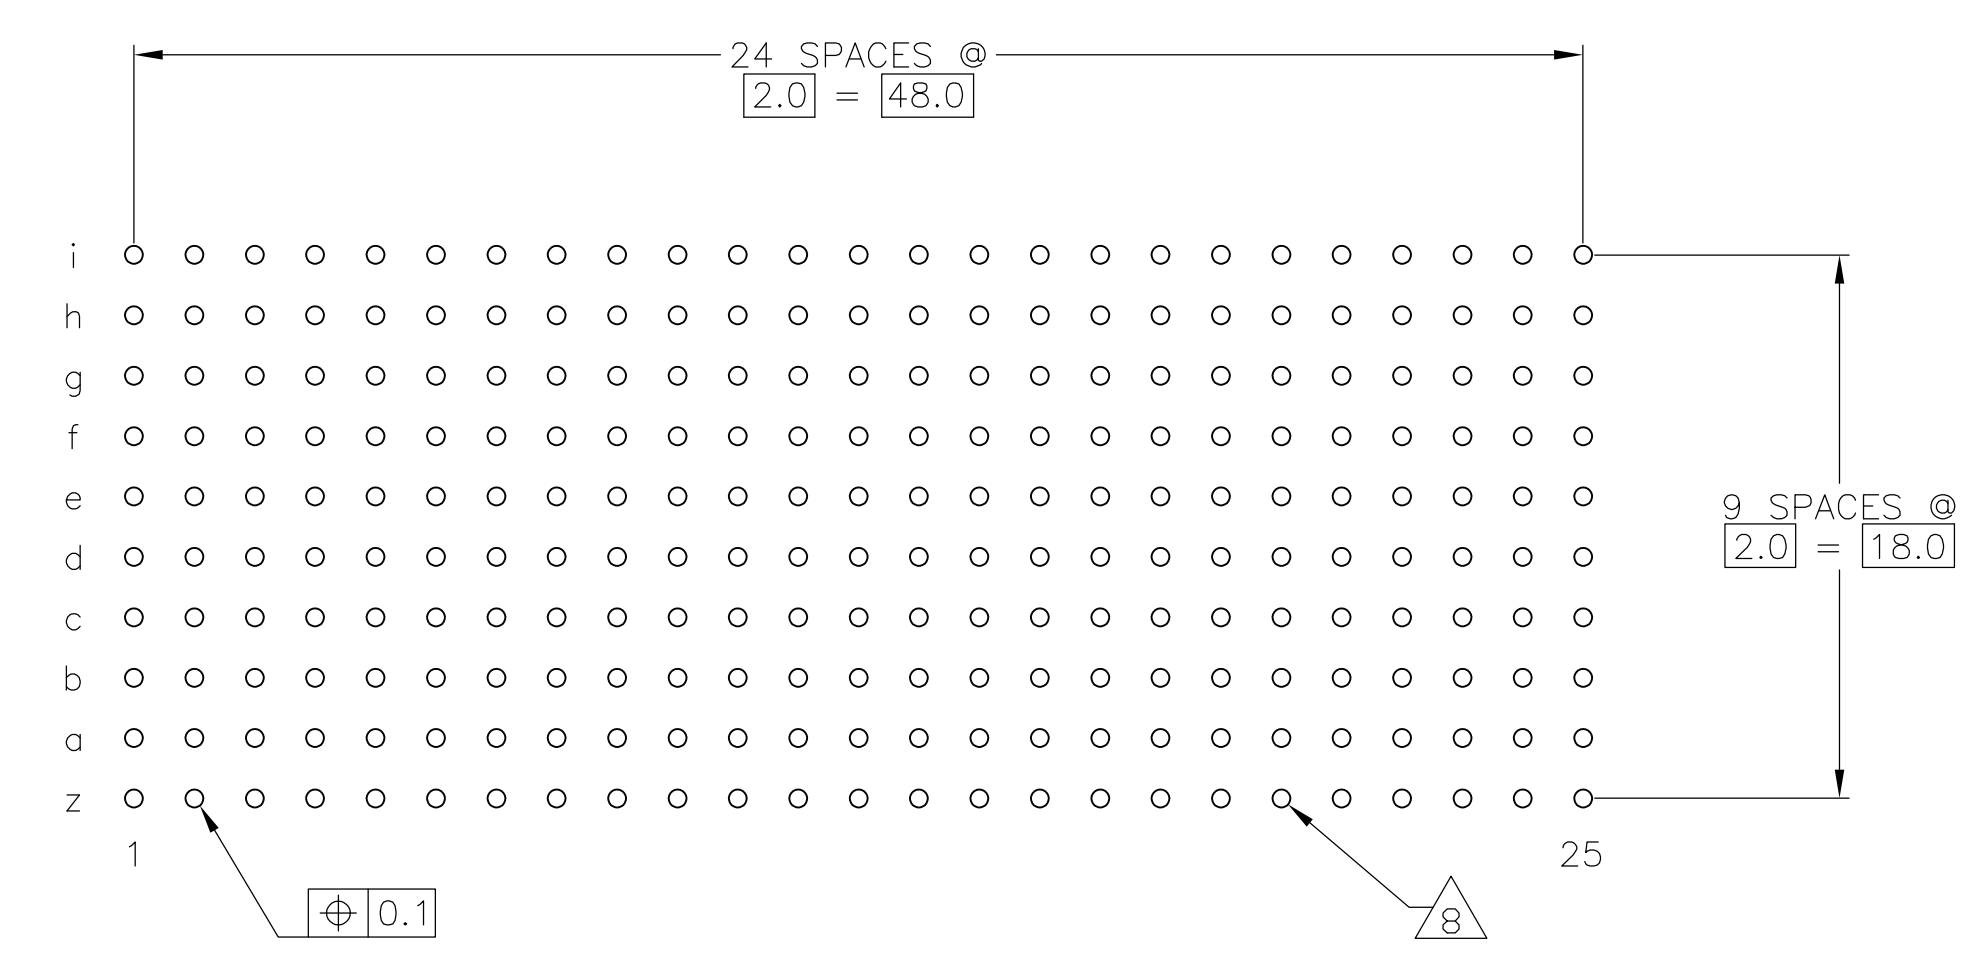 24 SPACES @
2.0 = 48.0
i
h
g
f
e
9 SPACES @
2.0 = 18.0
d
c
b
a
z
1
25
⌖ 0.1
8